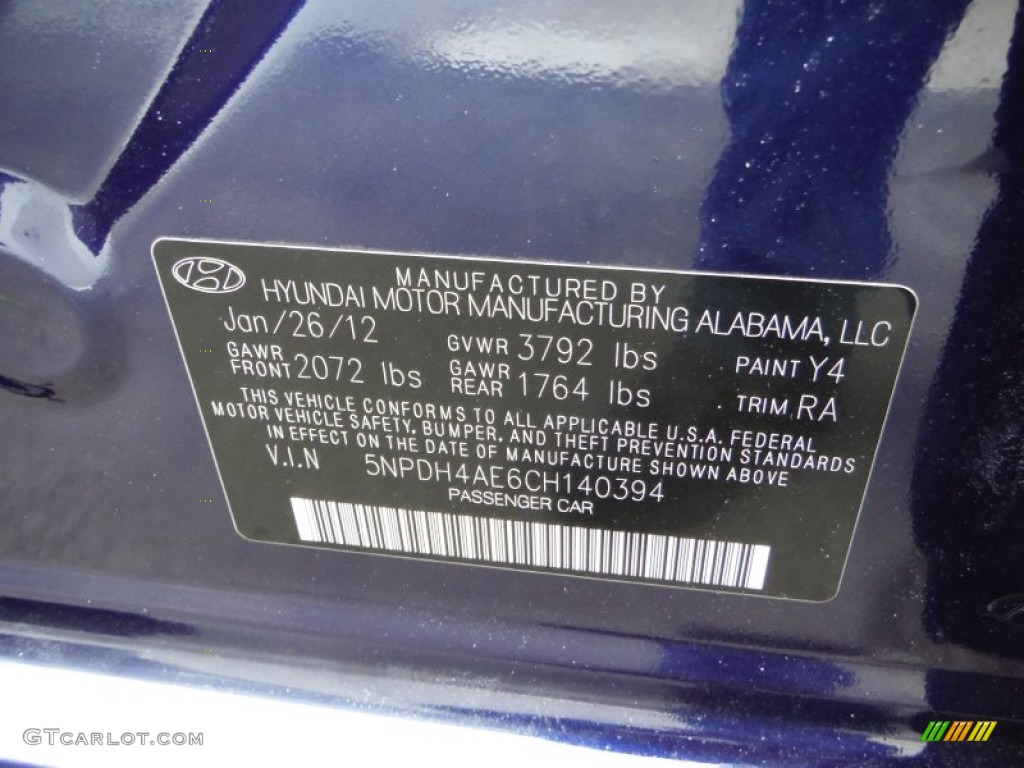 MANUFACTURED BY
HYUNDAI MOTOR MANUFACTURING ALABAMA, LLC
Jan/26/12 GVWR 3792 lbs PAINT Y4
GAWR FRONT 2072 lbs GAWR REAR 1764 lbs TRIM RA
THIS VEHICLE CONFORMS TO ALL APPLICABLE U.S.A. FEDERAL
MOTOR VEHICLE SAFETY, BUMPER, AND THEFT PREVENTION STANDARDS
IN EFFECT ON THE DATE OF MANUFACTURE SHOWN ABOVE
V.I.N 5NPDH4AE6CH140394
PASSENGER CAR
GTCARLOT.COM